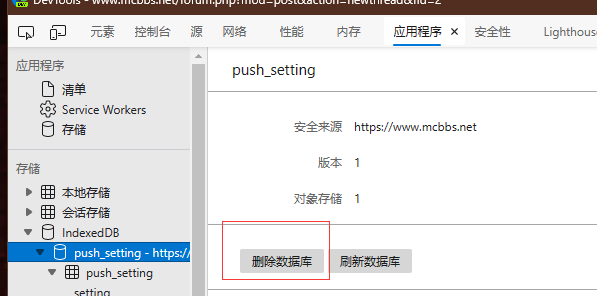 DevTools - www.mcbbs.net/forum.php?mod=post&action=newthread&fid=2
元素 控制台 源 网络 性能 内存 应用程序 × 安全性 Lighthouse
应用程序
清单
Service Workers
存储
存储
本地存储
会话存储
IndexedDB
push_setting - https://
push_setting
setting
push_setting
安全来源 https://www.mcbbs.net
版本 1
对象存储 1
删除数据库 刷新数据库